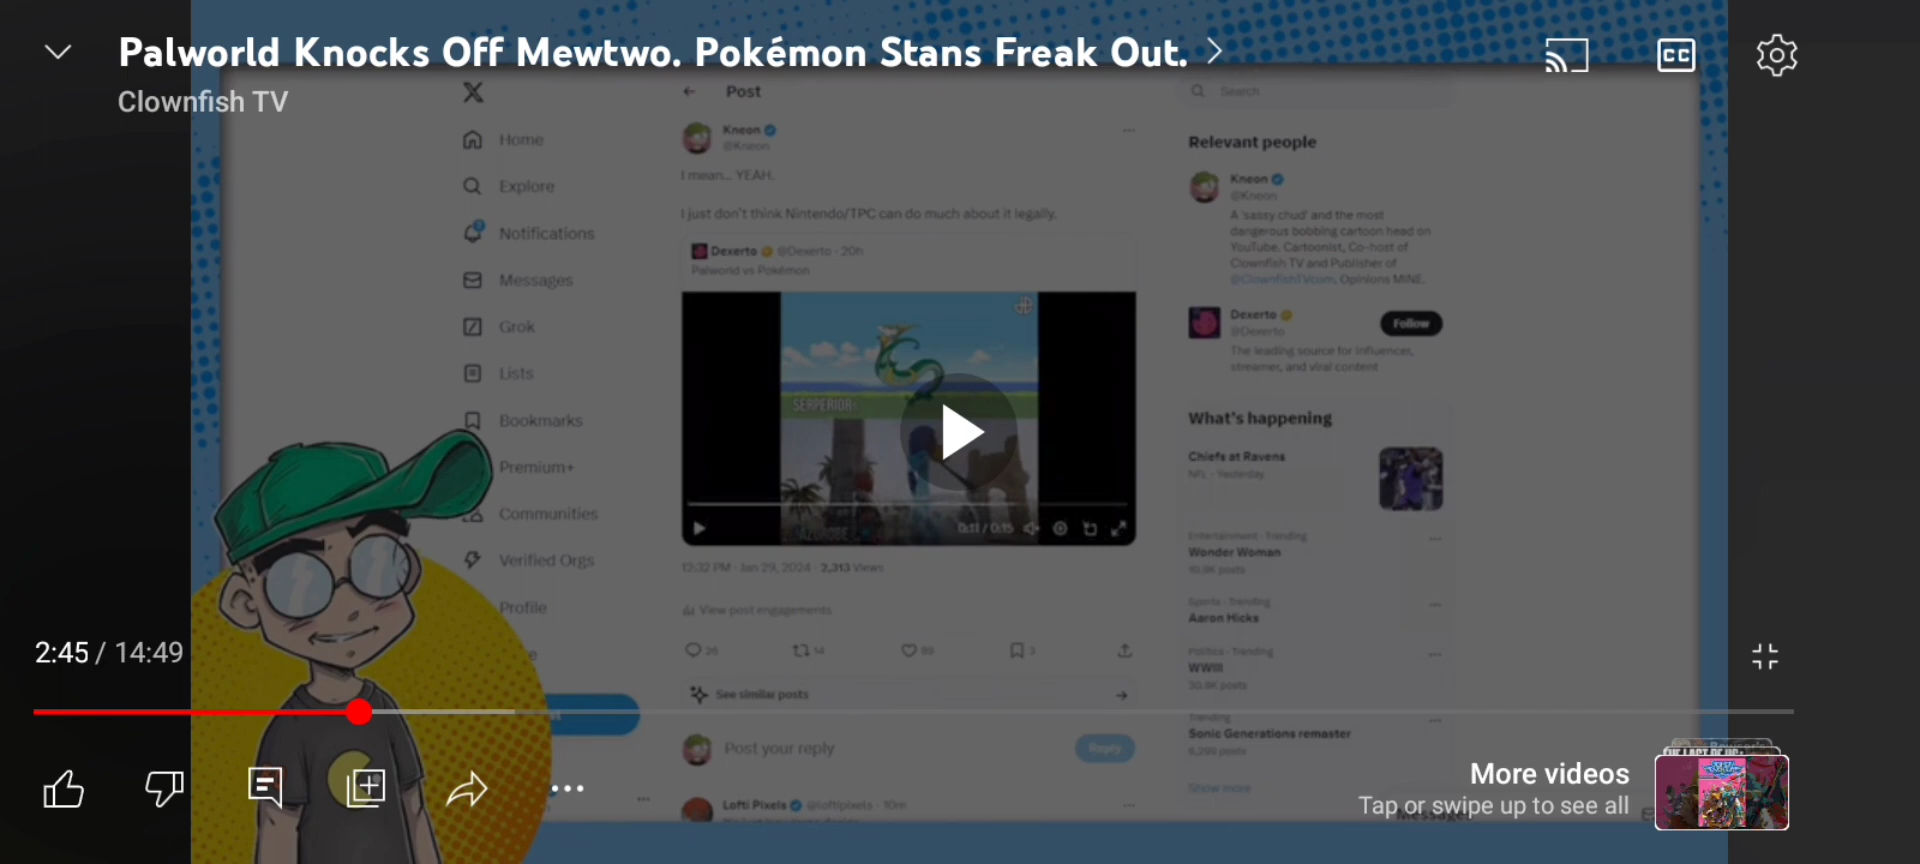 Palworld Knocks Off Mewtwo. Pokémon Stans Freak Out.
Clownfish TV
CC
Home
Explore
Notifications
Messages
Grok
Lists
Bookmarks
Premium+
Communities
Verified Orgs
Profile
Post
Kneon
@Kneon
I mean... YEAH.
I just don't think Nintendo/TPC can do much about it legally.
Dexerto @Dexerto · 20h
Palworld vs Pokémon
SERPERIOR
AZUROBE
0:11 / 0:15
12:32 PM · Jan 29, 2024 · 2,313 Views
View post engagements
26 14 89 3
See similar posts
Post your reply
Reply
Lofti Pixels @loftipixels · 10m
Search
Relevant people
Kneon
@Kneon
A 'sassy chud' and the most
dangerous bobbing cartoon head on
YouTube. Cartoonist, Co-host of
Clownfish TV and Publisher of
@ClownfishTVcom. Opinions MINE.
Dexerto
@Dexerto
Follow
The leading source for influencer,
streamer, and viral content
What's happening
Chiefs at Ravens
NFL · Yesterday
Entertainment · Trending
Wonder Woman
10.9K posts
Sports · Trending
Aaron Hicks
Politics · Trending
WWIII
30.8K posts
Trending
Sonic Generations remaster
6,299 posts
Show more
Messages
2:45 / 14:49
More videos
Tap or swipe up to see all